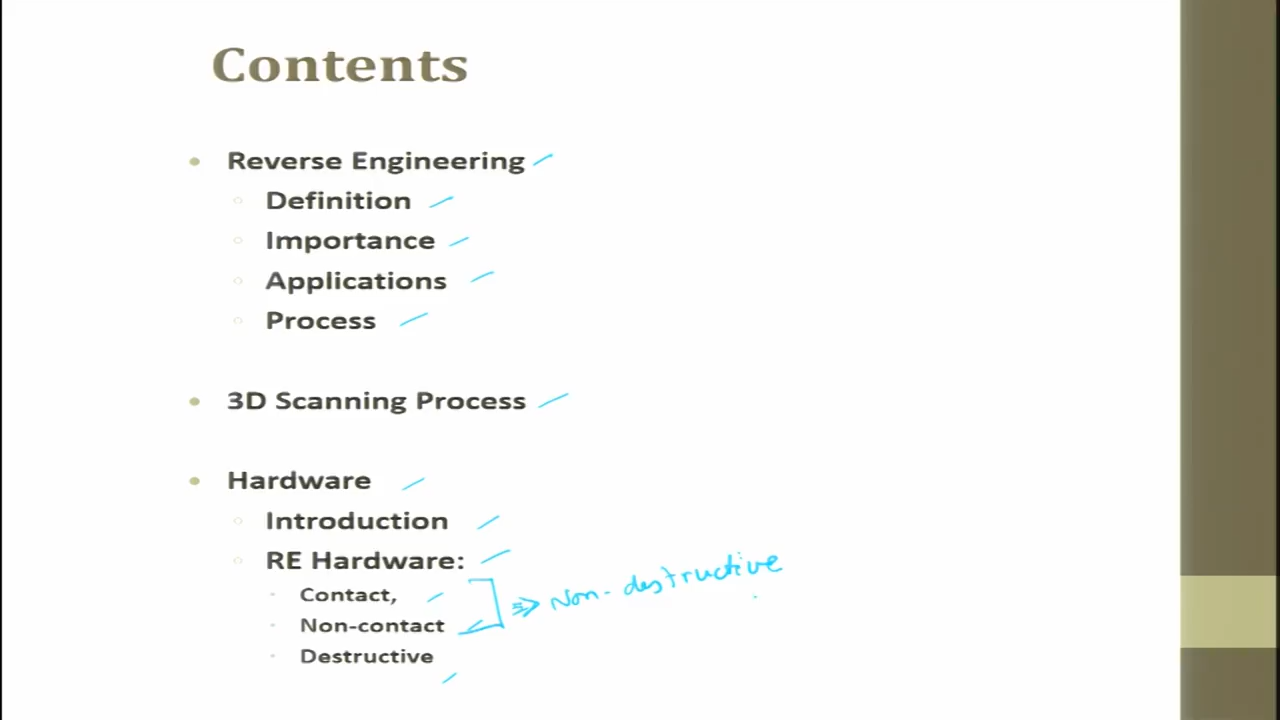 Contents
Reverse Engineering
Definition
Importance
Applications
Process
3D Scanning Process
Hardware
Introduction
RE Hardware:
Contact,
Non-contact
Non-destructive
Destructive